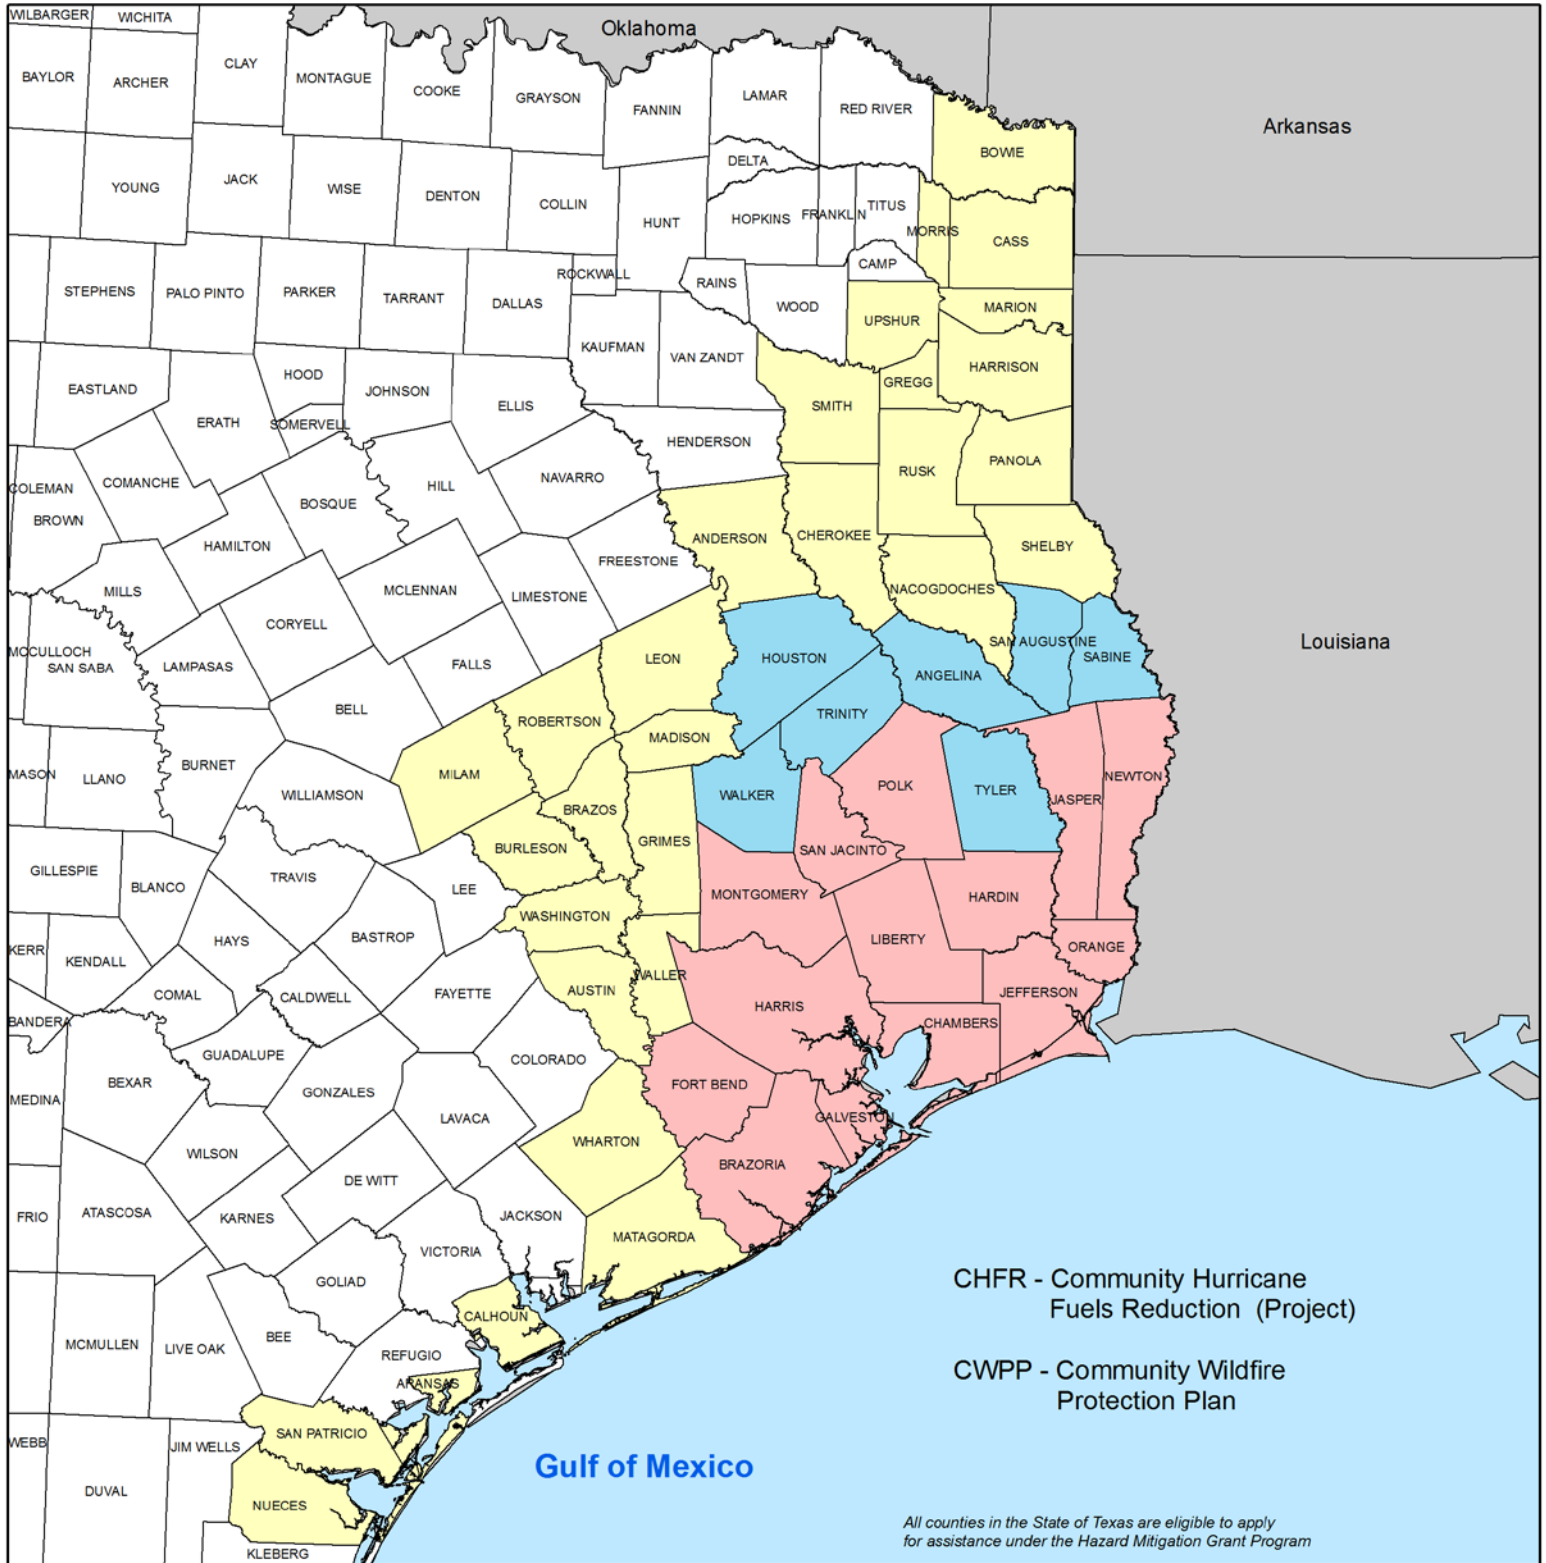 WILBARGER
WICHITA
Oklahoma
CLAY
BAYLOR
ARCHER
MONTAGUE
COOKE
GRAYSON
FANNIN
LAMAR
RED RIVER
Arkansas
BOWIE
DELTA
YOUNG
JACK
WISE
DENTON
COLLIN
HUNT
HOPKINS
FRANKLIN
TITUS
MORRIS
CASS
CAMP
ROCKWALL
RAINS
STEPHENS
PALO PINTO
PARKER
TARRANT
DALLAS
WOOD
UPSHUR
MARION
KAUFMAN
VAN ZANDT
HARRISON
EASTLAND
HOOD
JOHNSON
ELLIS
GREGG
SMITH
ERATH
SOMERVELL
HENDERSON
RUSK
PANOLA
COLEMAN
COMANCHE
BROWN
BOSQUE
HILL
NAVARRO
HAMILTON
ANDERSON
CHEROKEE
SHELBY
FREESTONE
MILLS
MCLENNAN
LIMESTONE
NACOGDOCHES
CORYELL
SAN AUGUSTINE
Louisiana
MCCULLOCH
SAN SABA
LAMPASAS
FALLS
LEON
HOUSTON
ANGELINA
SABINE
BELL
ROBERTSON
TRINITY
MADISON
MASON
LLANO
BURNET
MILAM
WILLIAMSON
BRAZOS
WALKER
POLK
TYLER
JASPER
NEWTON
GILLESPIE
BLANCO
TRAVIS
BURLESON
GRIMES
SAN JACINTO
LEE
MONTGOMERY
HARDIN
WASHINGTON
KERR
KENDALL
HAYS
BASTROP
LIBERTY
ORANGE
COMAL
CALDWELL
FAYETTE
AUSTIN
WALLER
HARRIS
JEFFERSON
BANDERA
CHAMBERS
GUADALUPE
COLORADO
BEXAR
GONZALES
FORT BEND
MEDINA
LAVACA
GALVESTON
WILSON
WHARTON
BRAZORIA
DE WITT
FRIO
ATASCOSA
KARNES
JACKSON
VICTORIA
MATAGORDA
GOLIAD
CALHOUN
MCMULLEN
LIVE OAK
BEE
REFUGIO
ARANSAS
CHFR - Community Hurricane
Fuels Reduction (Project)
CWPP - Community Wildfire
Protection Plan
SAN PATRICIO
WEBB
JIM WELLS
DUVAL
NUECES
KLEBERG
Gulf of Mexico
All counties in the State of Texas are eligible to apply
for assistance under the Hazard Mitigation Grant Program